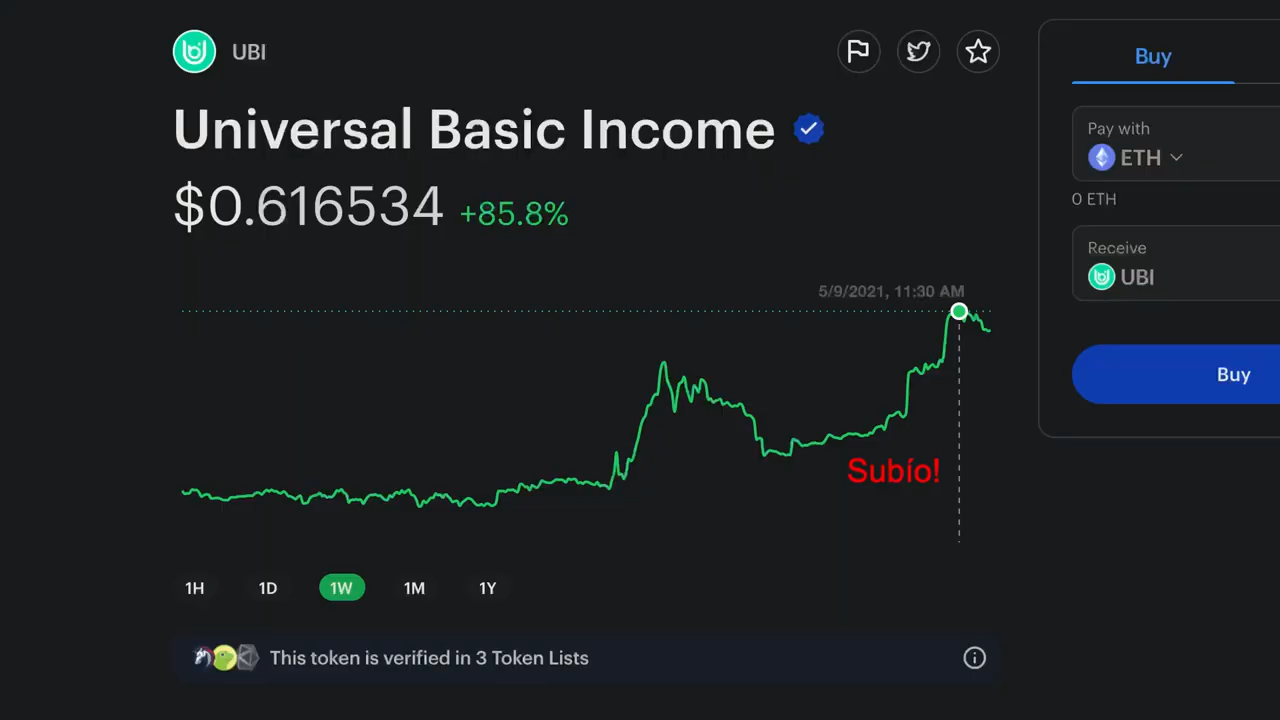 UBI
Universal Basic Income
$0.616534 +85.8%
5/9/2021, 11:30 AM
Subío!
1H 1D 1W 1M 1Y
This token is verified in 3 Token Lists
Buy
Pay with
ETH
0 ETH
Receive
UBI
Buy